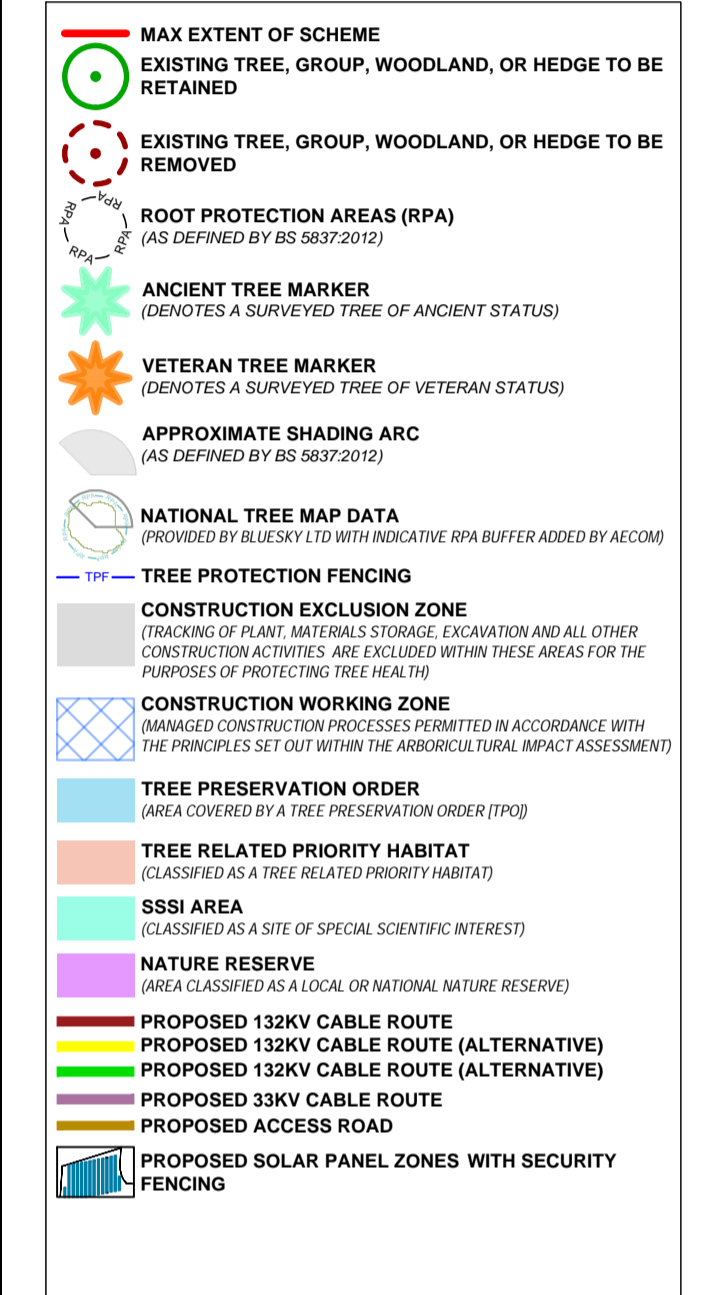 MAX EXTENT OF SCHEME
EXISTING TREE, GROUP, WOODLAND, OR HEDGE TO BE
RETAINED
EXISTING TREE, GROUP, WOODLAND, OR HEDGE TO BE
REMOVED
RPA RPA RPA RPA
ROOT PROTECTION AREAS (RPA)
(AS DEFINED BY BS 5837:2012)
ANCIENT TREE MARKER
(DENOTES A SURVEYED TREE OF ANCIENT STATUS)
VETERAN TREE MARKER
(DENOTES A SURVEYED TREE OF VETERAN STATUS)
APPROXIMATE SHADING ARC
(AS DEFINED BY BS 5837:2012)
NATIONAL TREE MAP DATA
(PROVIDED BY BLUESKY LTD WITH INDICATIVE RPA BUFFER ADDED BY AECOM)
TPF TREE PROTECTION FENCING
CONSTRUCTION EXCLUSION ZONE
(TRACKING OF PLANT, MATERIALS STORAGE, EXCAVATION AND ALL OTHER
CONSTRUCTION ACTIVITIES ARE EXCLUDED WITHIN THESE AREAS FOR THE
PURPOSES OF PROTECTING TREE HEALTH)
CONSTRUCTION WORKING ZONE
(MANAGED CONSTRUCTION PROCESSES PERMITTED IN ACCORDANCE WITH
THE PRINCIPLES SET OUT WITHIN THE ARBORICULTURAL IMPACT ASSESSMENT)
TREE PRESERVATION ORDER
(AREA COVERED BY A TREE PRESERVATION ORDER [TPO])
TREE RELATED PRIORITY HABITAT
(CLASSIFIED AS A TREE RELATED PRIORITY HABITAT)
SSSI AREA
(CLASSIFIED AS A SITE OF SPECIAL SCIENTIFIC INTEREST)
NATURE RESERVE
(AREA CLASSIFIED AS A LOCAL OR NATIONAL NATURE RESERVE)
PROPOSED 132KV CABLE ROUTE
PROPOSED 132KV CABLE ROUTE (ALTERNATIVE)
PROPOSED 132KV CABLE ROUTE (ALTERNATIVE)
PROPOSED 33KV CABLE ROUTE
PROPOSED ACCESS ROAD
PROPOSED SOLAR PANEL ZONES WITH SECURITY
FENCING